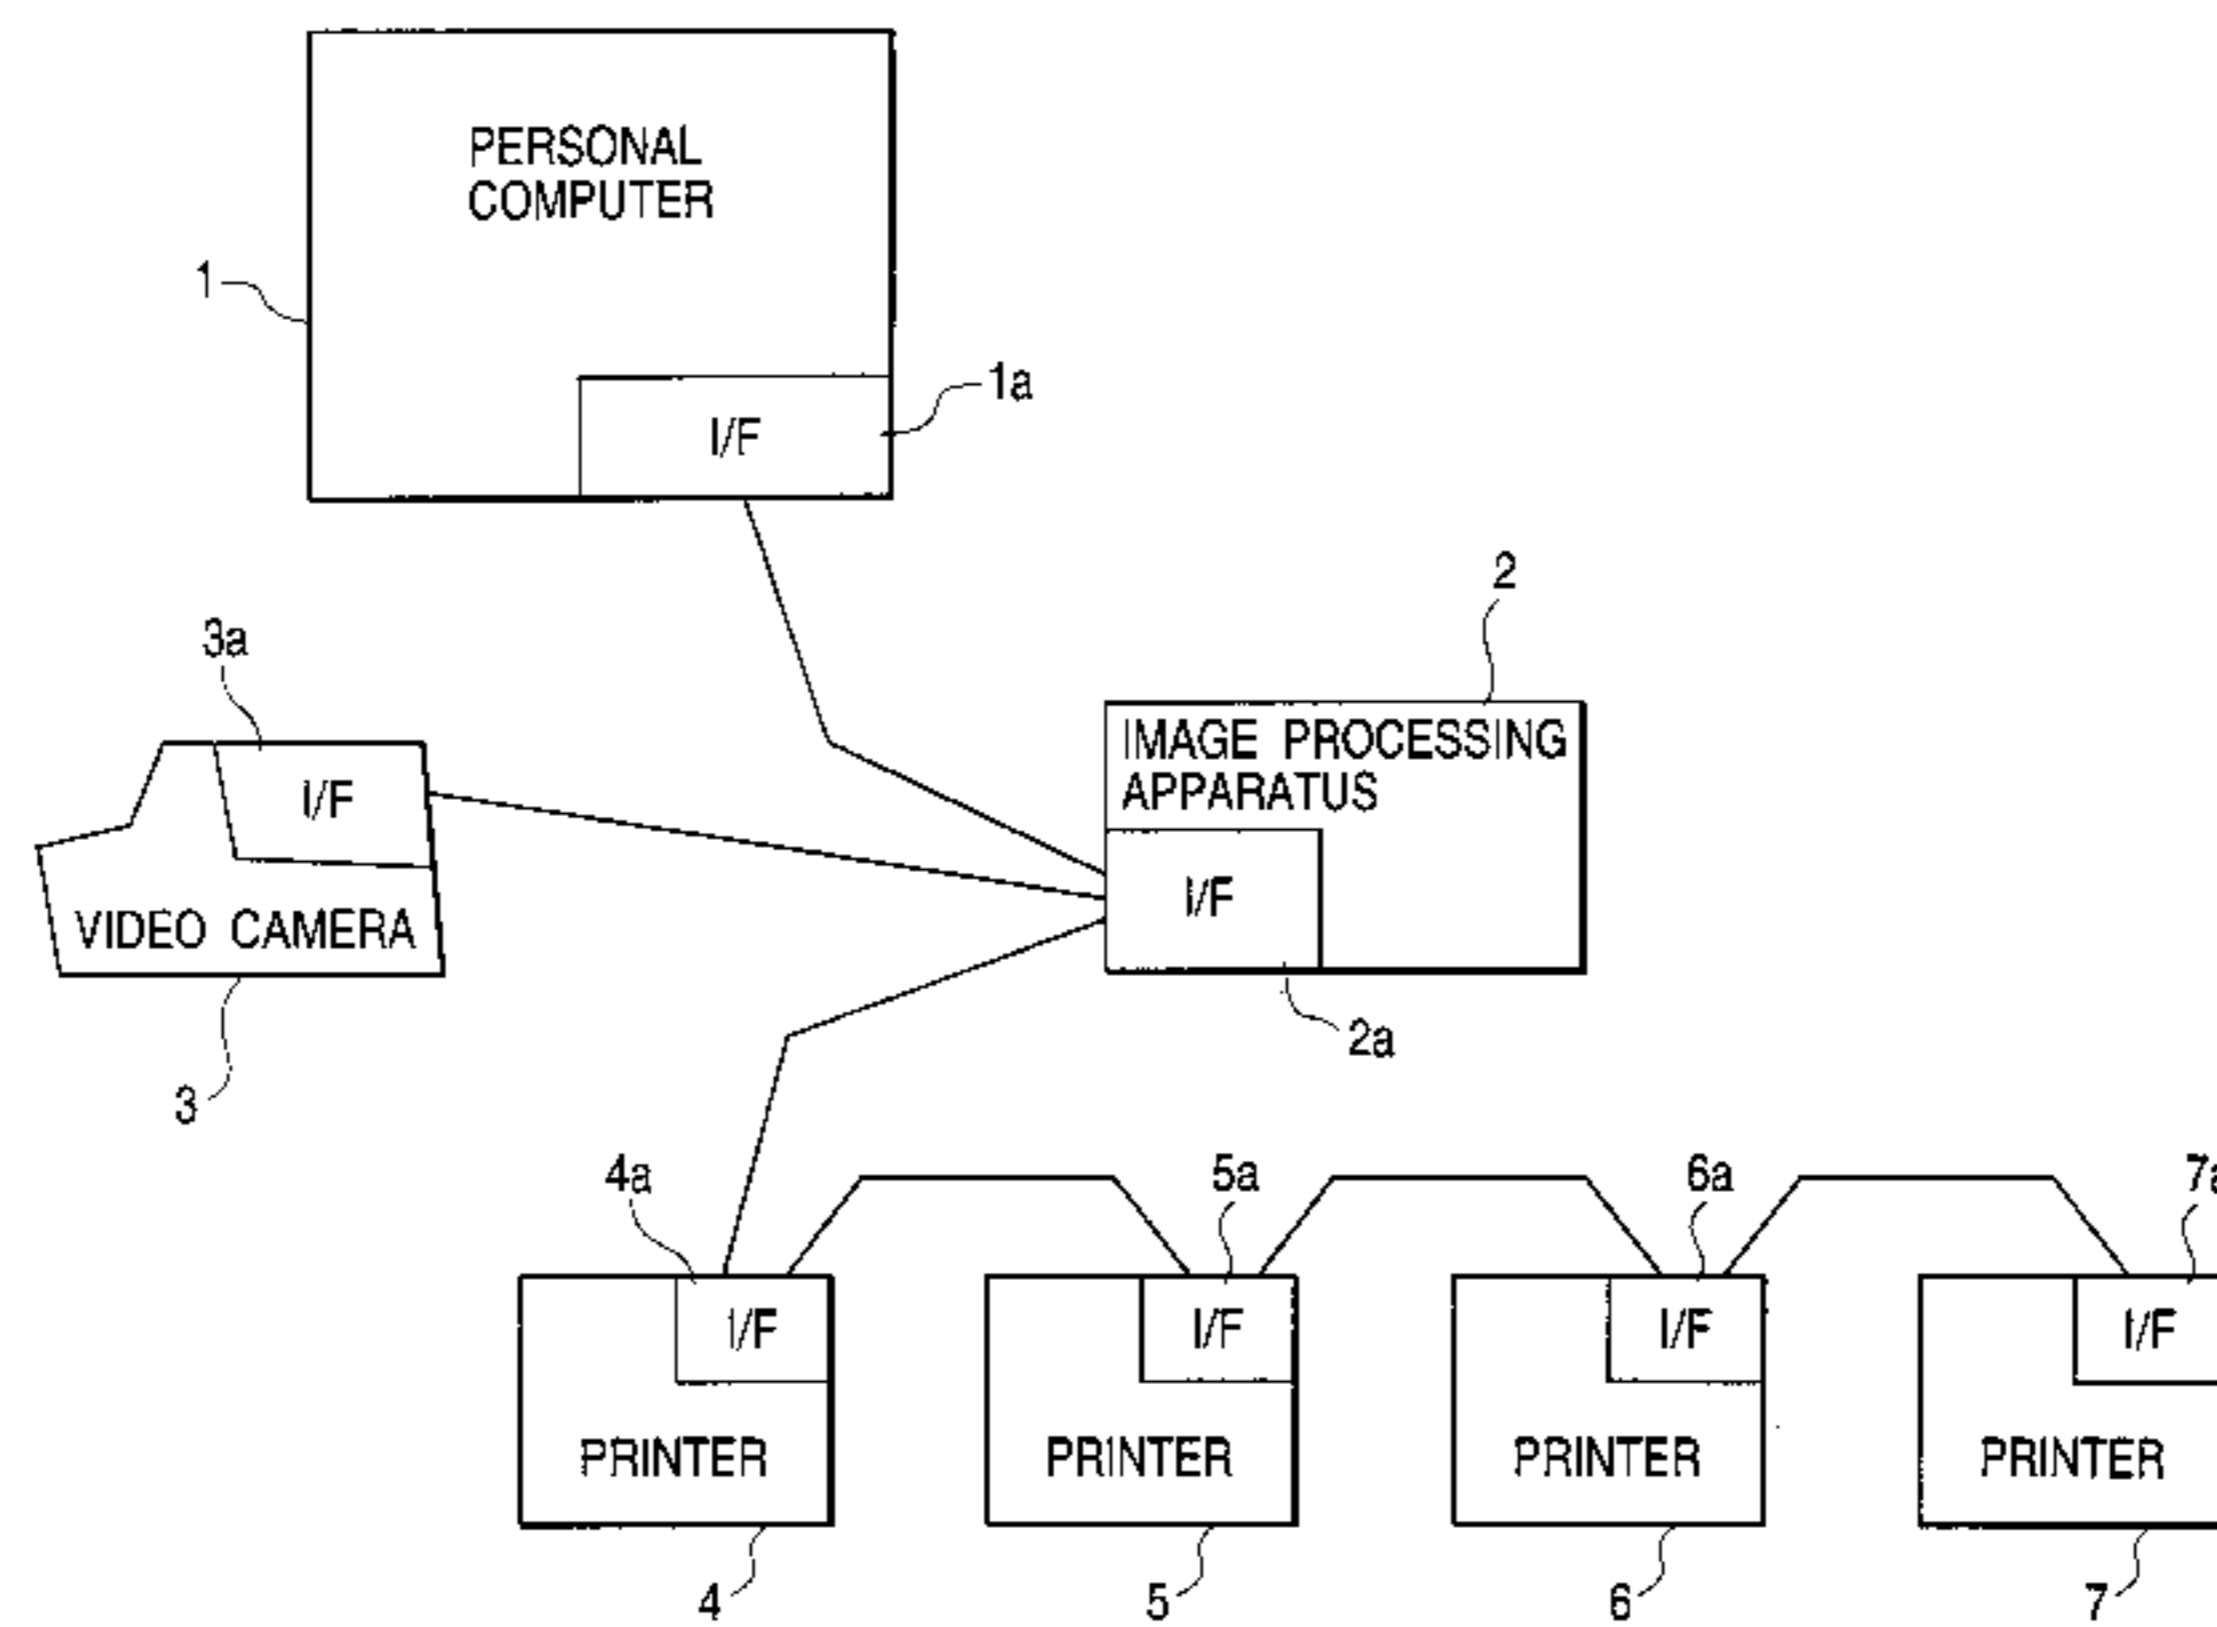 PERSONAL
COMPUTER
1
1a
I/F
2
3a
IMAGE PROCESSING
APPARATUS
I/F
I/F
VIDEO CAMERA
2a
3
4a
5a
6a
7a
I/F
I/F
I/F
I/F
PRINTER
PRINTER
PRINTER
PRINTER
4
5
6
7